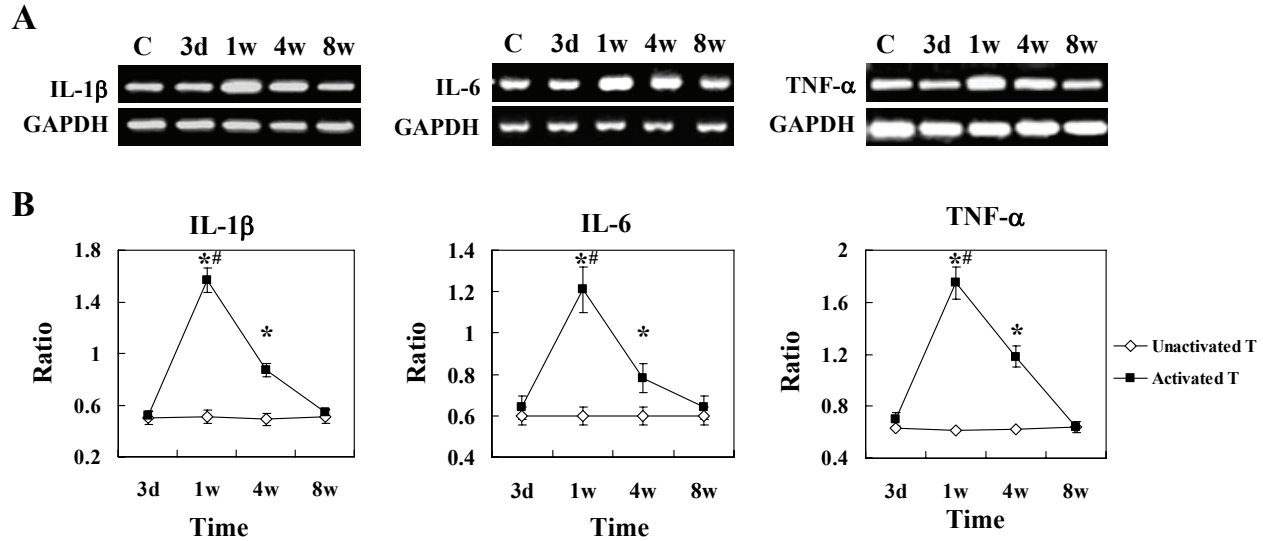 A
C 3d 1w 4w 8w
IL-1β
GAPDH
C 3d 1w 4w 8w
IL-6
GAPDH
C 3d 1w 4w 8w
TNF-α
GAPDH
B
IL-1β
1.8
1.4
1
0.6
0.2
Ratio
*#
*
3d 1w 4w 8w
Time
IL-6
1.4
1.2
1
0.8
0.6
0.4
Ratio
*#
*
3d 1w 4w 8w
Time
TNF-α
2
1.6
1.2
0.8
0.4
Ratio
*#
*
3d 1w 4w 8w
Time
Unactivated T
Activated T